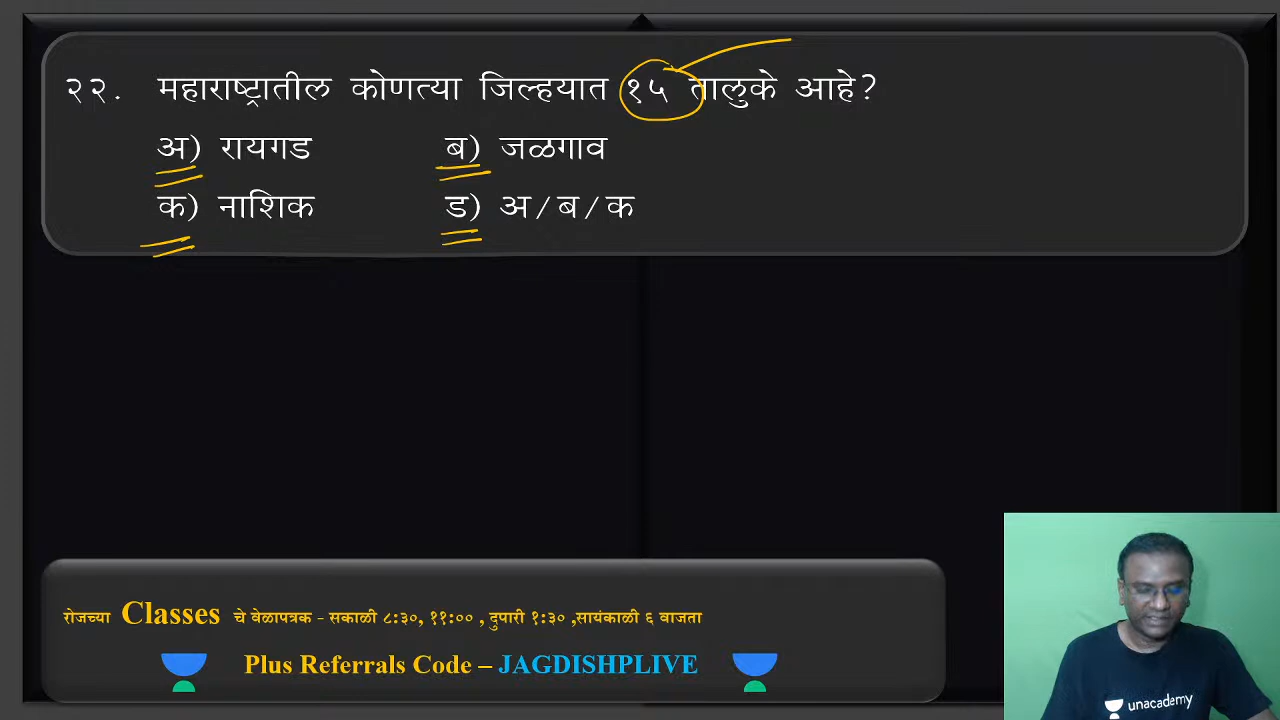 २२. महाराष्ट्रातील कोणत्या जिल्हयात १५ तालुके आहे?
अ) रायगड ब) जळगाव
क) नाशिक ड) अ/ब/क
रोजच्या Classes चे वेळापत्रक - सकाळी ८:३०, ११:०० , दुपारी १:३० ,सायंकाळी ६ वाजता
Plus Referrals Code – JAGDISHPLIVE
unacademy